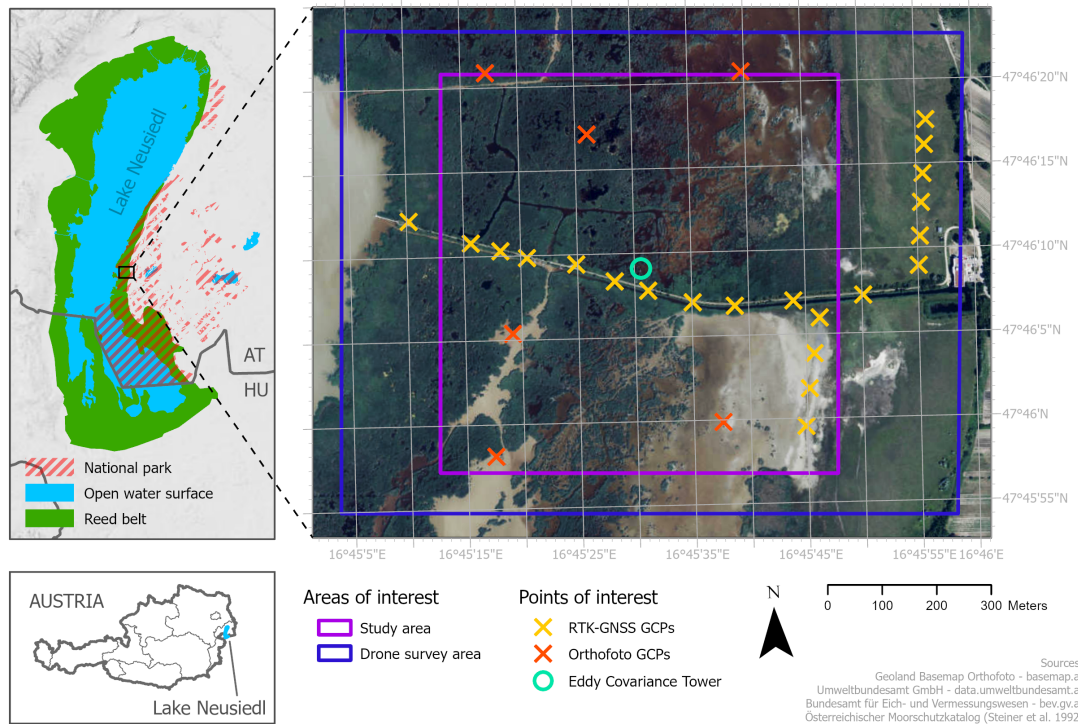 Lake Neusiedl
AT
HU
National park
Open water surface
Reed belt
47°46'20"N
47°46'15"N
47°46'10"N
47°46'5"N
47°46'N
47°45'55"N
16°45'5"E
16°45'15"E
16°45'25"E
16°45'35"E
16°45'45"E
16°45'55"E
16°46'E
AUSTRIA
Lake Neusiedl
Areas of interest
Study area
Drone survey area
Points of interest
RTK-GNSS GCPs
Orthofoto GCPs
Eddy Covariance Tower
N
0 100 200 300 Meters
Sources
Geoland Basemap Orthofoto - basemap.a
Umweltbundesamt GmbH - data.umweltbundesamt.a
Bundesamt für Eich- und Vermessungswesen - bev.gv.a
Österreichischer Moorschutzkatalog (Steiner et al. 1992